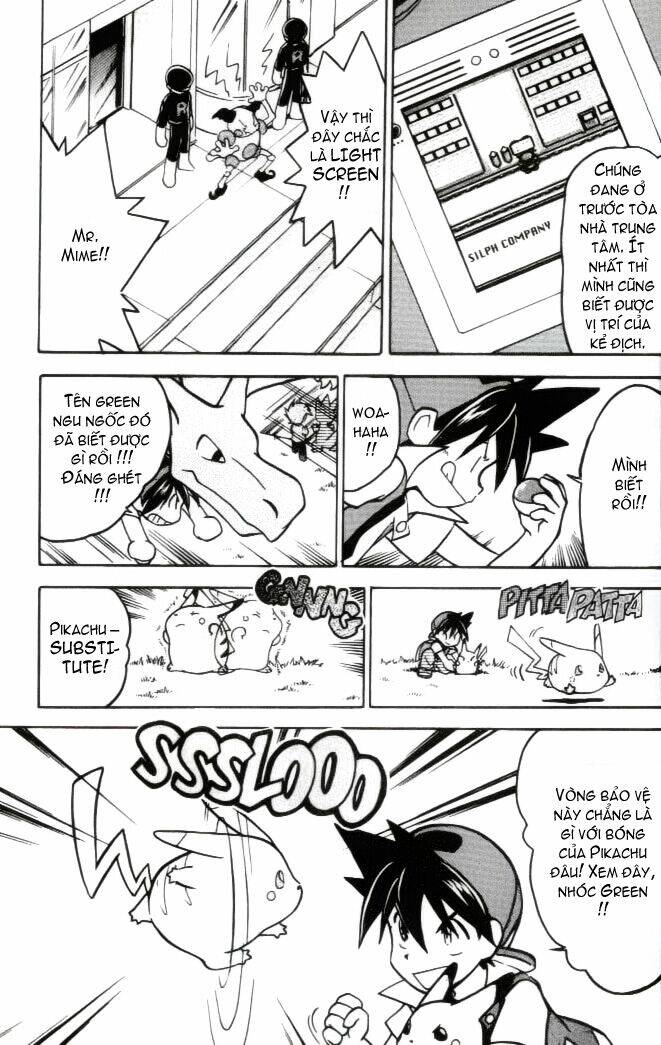 Chúng
đang ở
trước tòa
nhà trung
tâm. Ít
nhất thì
mình cũng
biết được
vị trí của
kẻ địch.
SILPH COMPANY
Vậy thì
đây chắc
là LIGHT
SCREEN
!!
R
Mr.
Mime!!
Mình
biết
rồi!!
WOA-
HAHA
!!
Tên Green
ngu ngốc đó
đã biết được
gì rồi !!!
Đáng ghét
!!!
PITTA PATTA
GNNNG
Pikachu –
SUBSTI-
TUTE!
Vòng bảo vệ
này chẳng là
gì với bóng
của Pikachu
đâu! Xem đây,
nhóc Green
!!
SSSLOOO